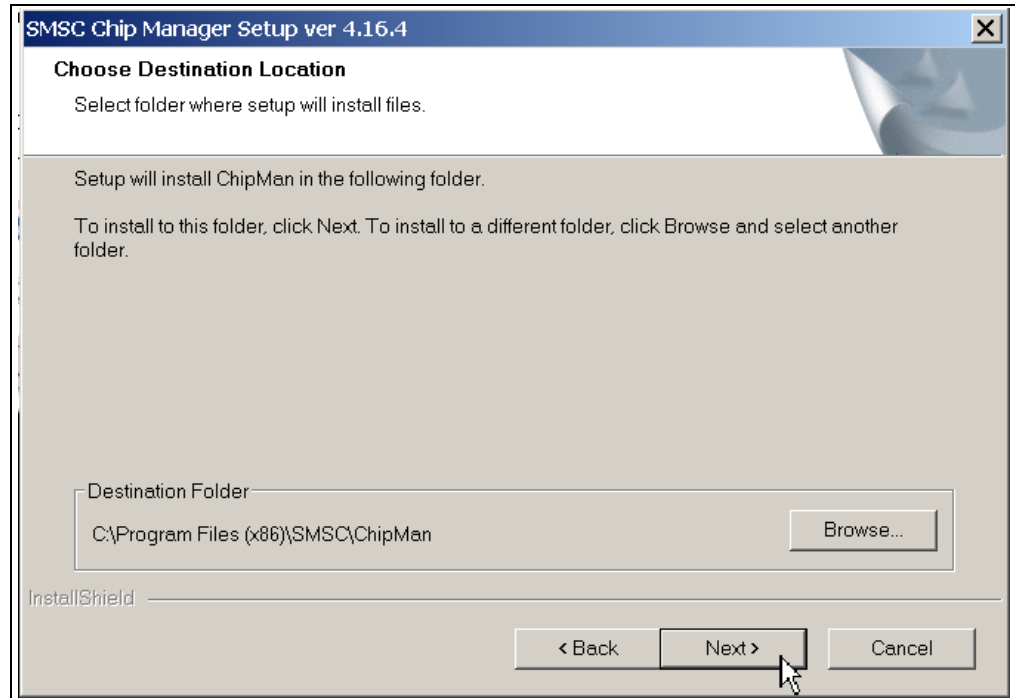 SMSC Chip Manager Setup ver 4.16.4
Choose Destination Location
Select folder where setup will install files.
Setup will install ChipMan in the following folder.
To install to this folder, click Next. To install to a different folder, click Browse and select another
folder.
Destination Folder
C:\Program Files (x86)\SMSC\ChipMan
Browse...
InstallShield
< Back
Next >
Cancel